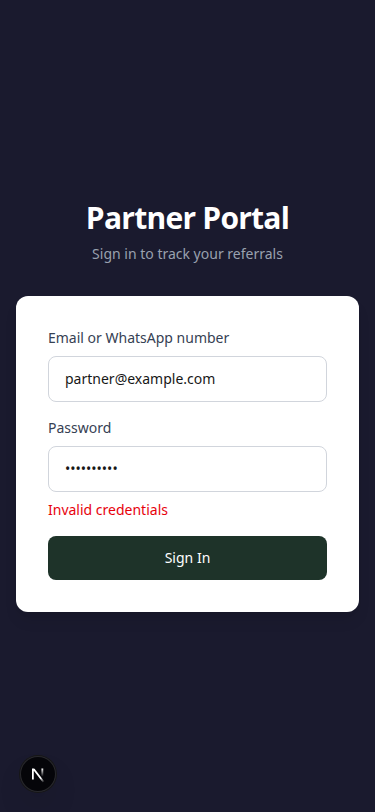 Partner Portal
Sign in to track your referrals
Email or WhatsApp number
partner@example.com
Password
••••••••••
Invalid credentials
Sign In
N